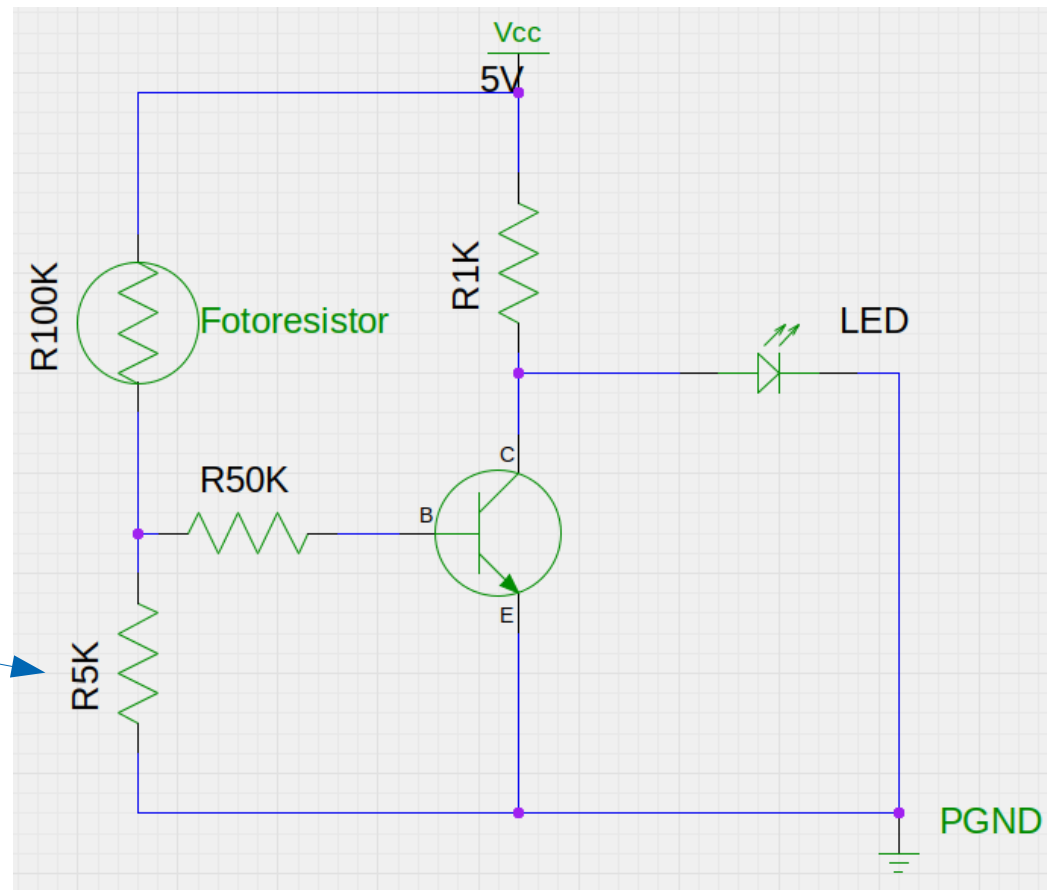 Vcc
5V
R1K
R100K
Fotoresistor
LED
R50K
C
B
E
R5K
PGND